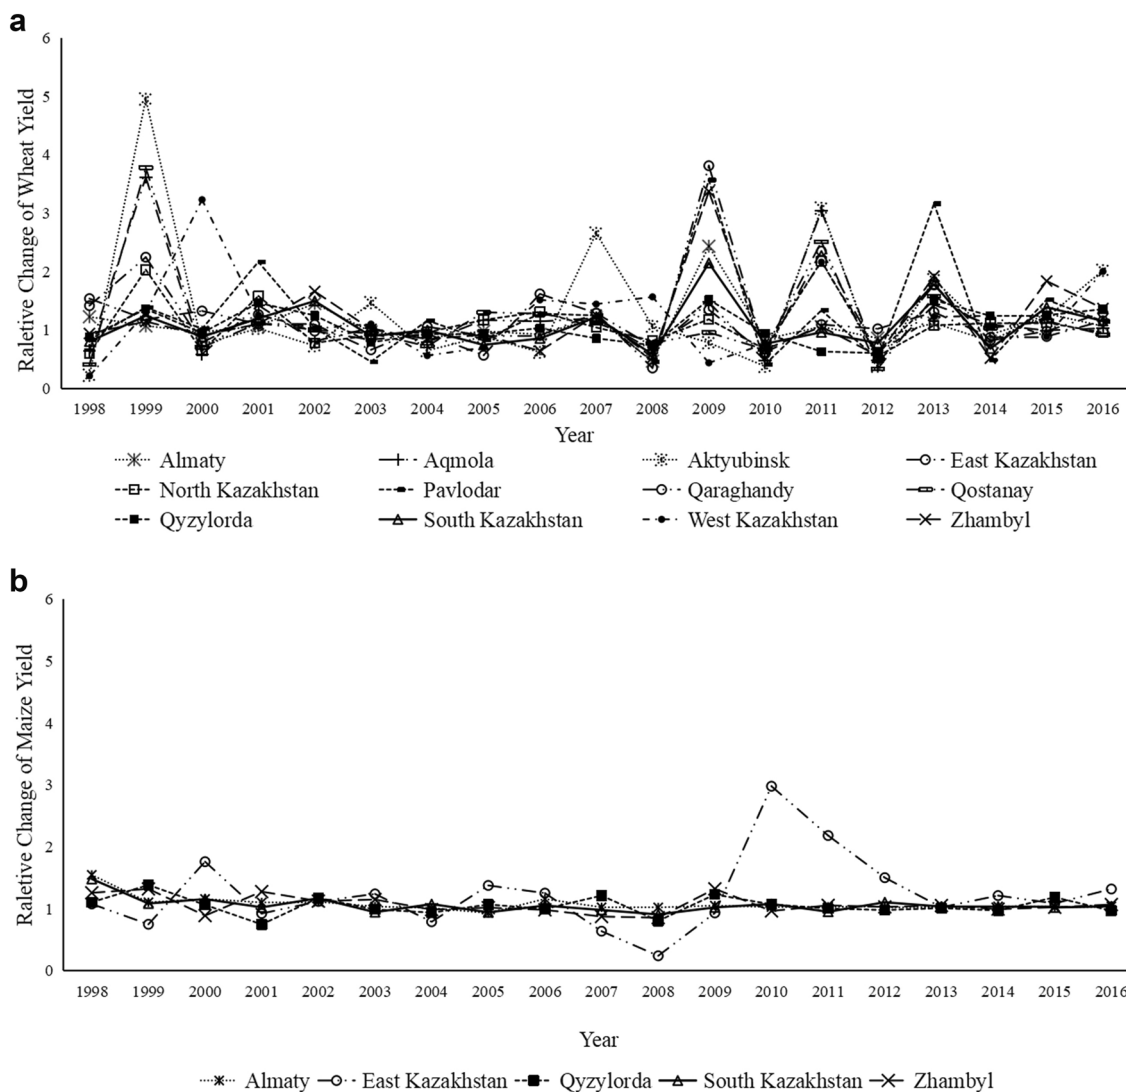 a
Raletive Change of Wheat Yield
6
5
4
3
2
1
0
1998 1999 2000 2001 2002 2003 2004 2005 2006 2007 2008 2009 2010 2011 2012 2013 2014 2015 2016
Year
Almaty Aqmola Aktyubinsk East Kazakhstan
North Kazakhstan Pavlodar Qaraghandy Qostanay
Qyzylorda South Kazakhstan West Kazakhstan Zhambyl
b
Raletive Change of Maize Yield
6
5
4
3
2
1
0
1998 1999 2000 2001 2002 2003 2004 2005 2006 2007 2008 2009 2010 2011 2012 2013 2014 2015 2016
Year
Almaty East Kazakhstan Qyzylorda South Kazakhstan Zhambyl